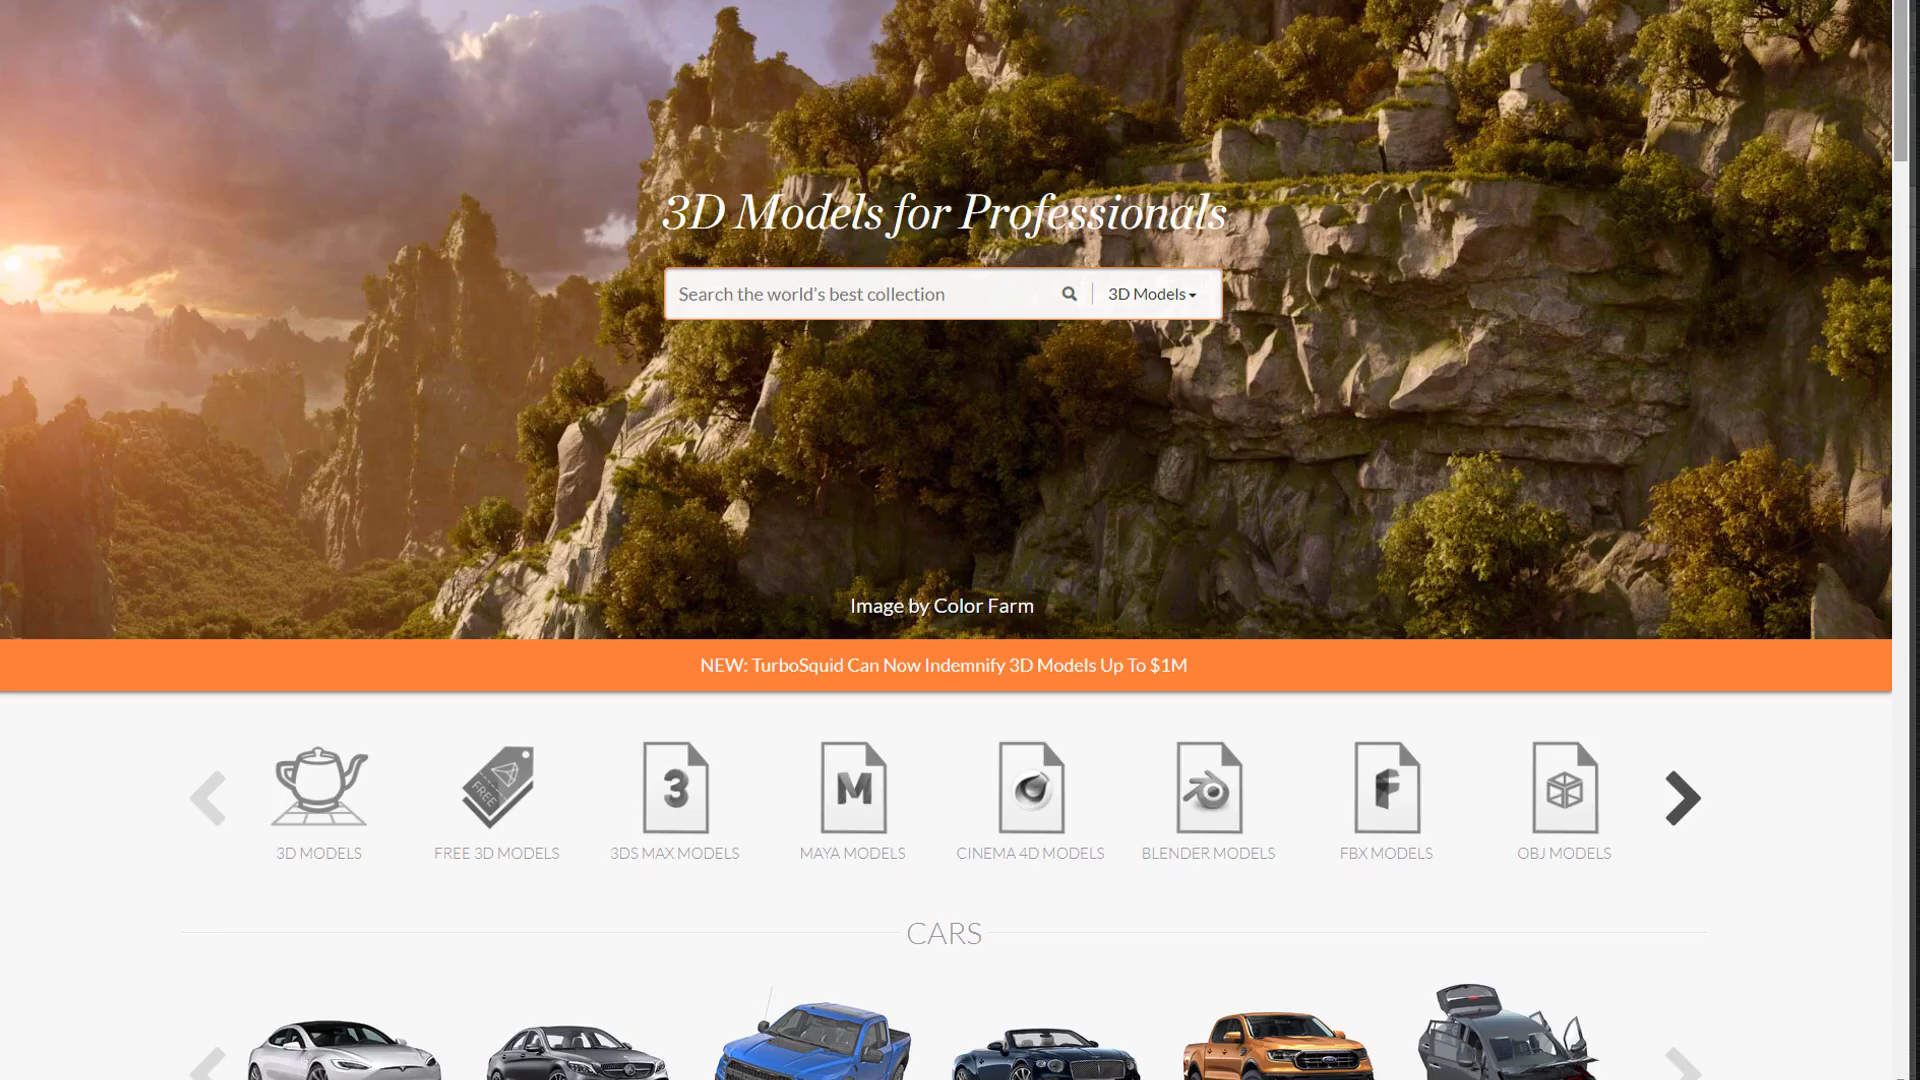 3D Models for Professionals
Search the world's best collection
3D Models
Image by Color Farm
NEW: TurboSquid Can Now Indemnify 3D Models Up To $1M
FREE
3
M
F
3D MODELS
FREE 3D MODELS
3DS MAX MODELS
MAYA MODELS
CINEMA 4D MODELS
BLENDER MODELS
FBX MODELS
OBJ MODELS
CARS